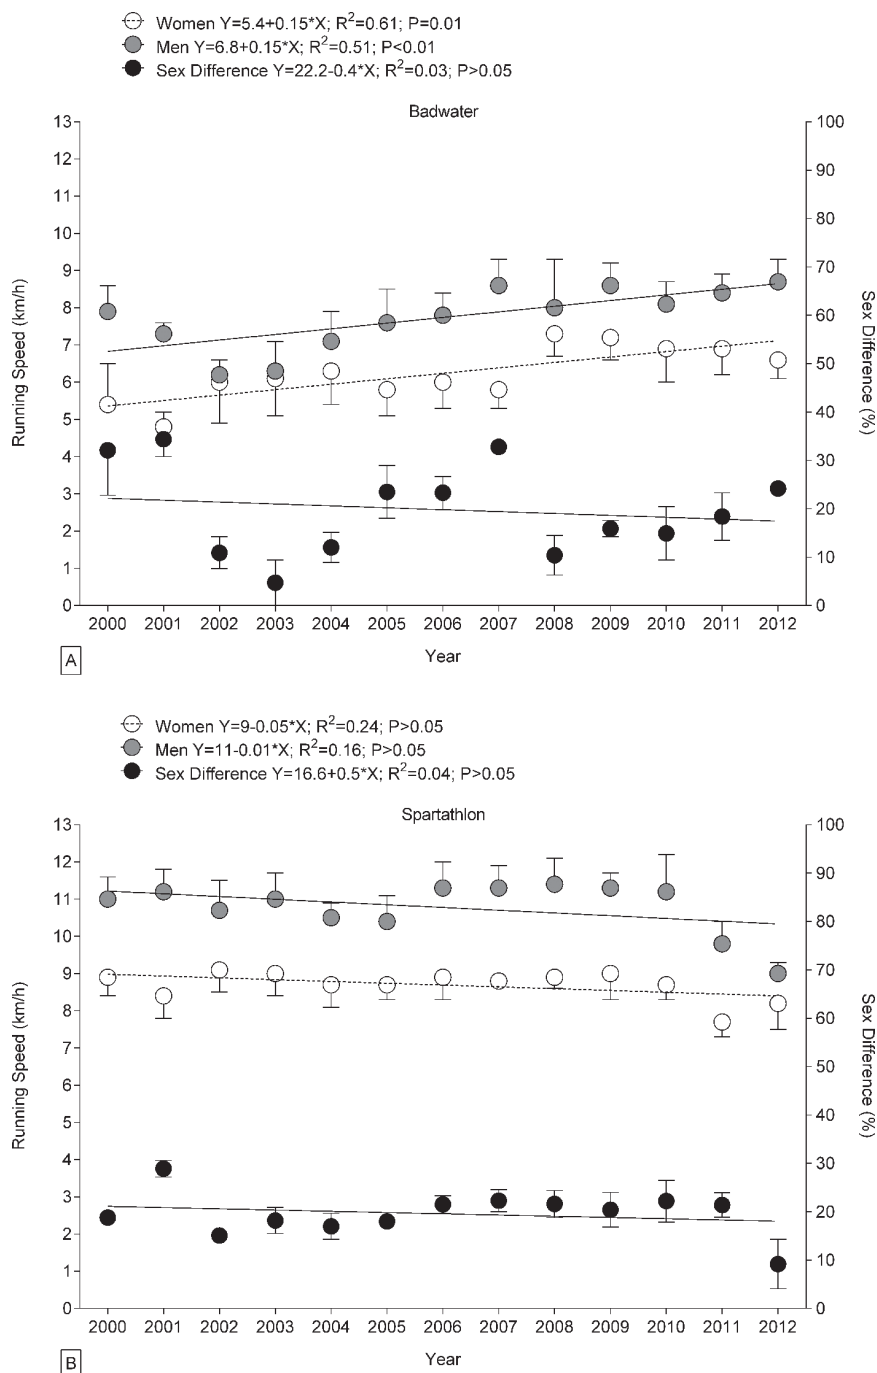 Women Y=5.4+0.15*X; R²=0.61; P=0.01
Men Y=6.8+0.15*X; R²=0.51; P<0.01
Sex Difference Y=22.2-0.4*X; R²=0.03; P>0.05
Badwater
13
12
11
10
9
8
7
6
5
4
3
2
1
0
Running Speed (km/h)
100
90
80
70
60
50
40
30
20
10
0
Sex Difference (%)
2000 2001 2002 2003 2004 2005 2006 2007 2008 2009 2010 2011 2012
Year
A
Women Y=9-0.05*X; R²=0.24; P>0.05
Men Y=11-0.01*X; R²=0.16; P>0.05
Sex Difference Y=16.6+0.5*X; R²=0.04; P>0.05
Spartathlon
13
12
11
10
9
8
7
6
5
4
3
2
1
0
Running Speed (km/h)
100
90
80
70
60
50
40
30
20
10
0
Sex Difference (%)
2000 2001 2002 2003 2004 2005 2006 2007 2008 2009 2010 2011 2012
Year
B